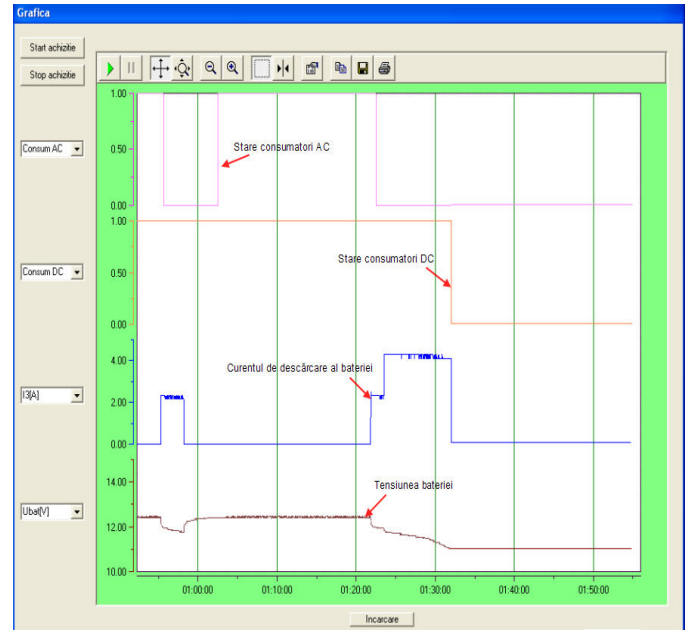 Grafica
Start achizitie
Stop achizitie
Consum AC
1.00
0.50
0.00
Stare consumatori AC
Consum DC
1.00
0.50
0.00
Stare consumatori DC
I3[A]
4.00
2.00
0.00
Curentul de descărcare al bateriei
Ubat[V]
14.00
12.00
10.00
Tensiunea bateriei
01:00:00 01:10:00 01:20:00 01:30:00 01:40:00 01:50:00
Incarcare